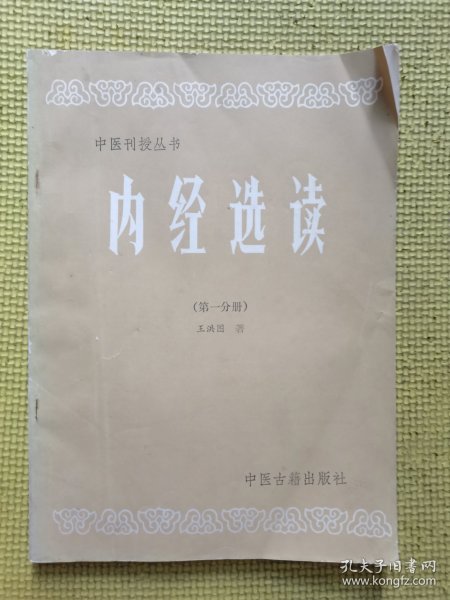 中医刊授丛书
内经选读
(第一分册)
王洪图 著
中医古籍出版社
孔夫子旧书网
www.kongfz.com